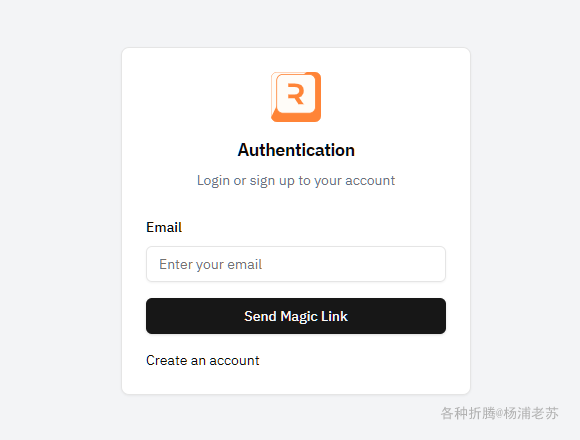 R
Authentication
Login or sign up to your account
Email
Enter your email
Send Magic Link
Create an account
各种折腾@杨浦老苏